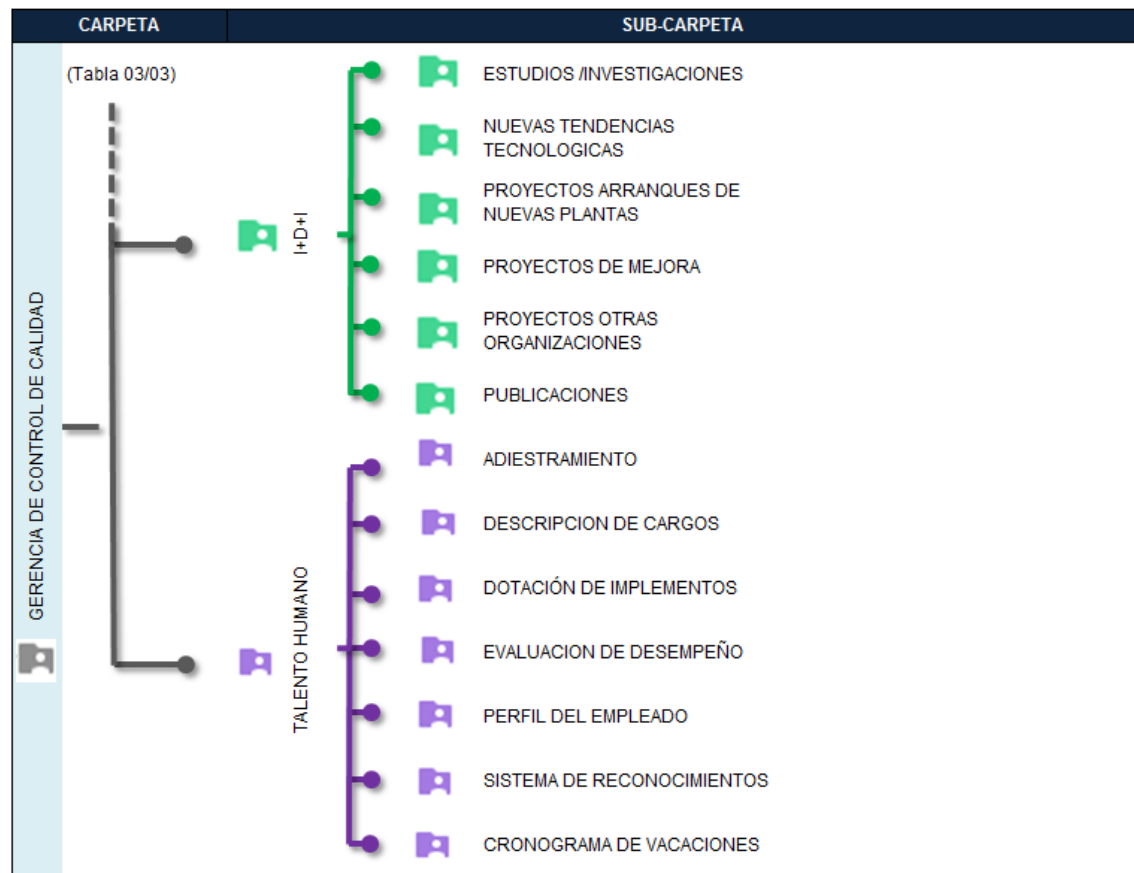 CARPETA
SUB-CARPETA
(Tabla 03/03)
GERENCIA DE CONTROL DE CALIDAD
I+D+I
ESTUDIOS /INVESTIGACIONES
NUEVAS TENDENCIAS
TECNOLOGICAS
PROYECTOS ARRANQUES DE
NUEVAS PLANTAS
PROYECTOS DE MEJORA
PROYECTOS OTRAS
ORGANIZACIONES
PUBLICACIONES
TALENTO HUMANO
ADIESTRAMIENTO
DESCRIPCION DE CARGOS
DOTACIÓN DE IMPLEMENTOS
EVALUACION DE DESEMPEÑO
PERFIL DEL EMPLEADO
SISTEMA DE RECONOCIMIENTOS
CRONOGRAMA DE VACACIONES